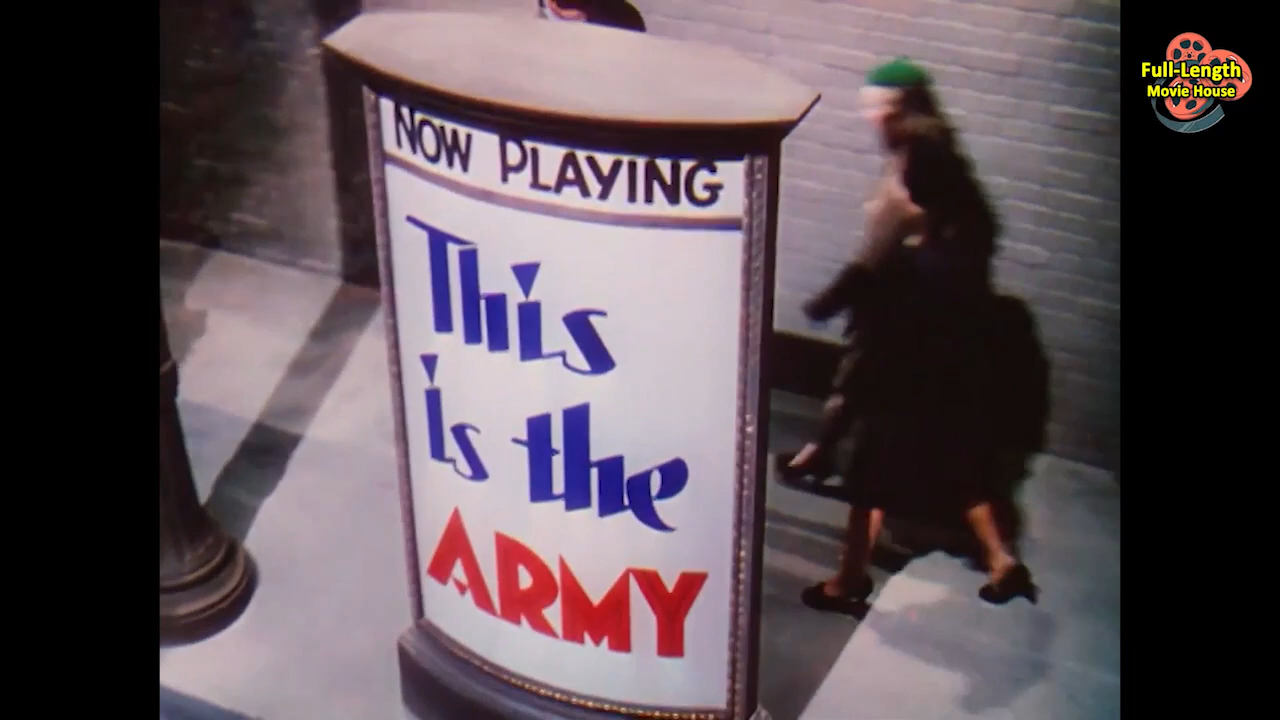 NOW PLAYING
This
is the
ARMY
Full-Length
Movie House